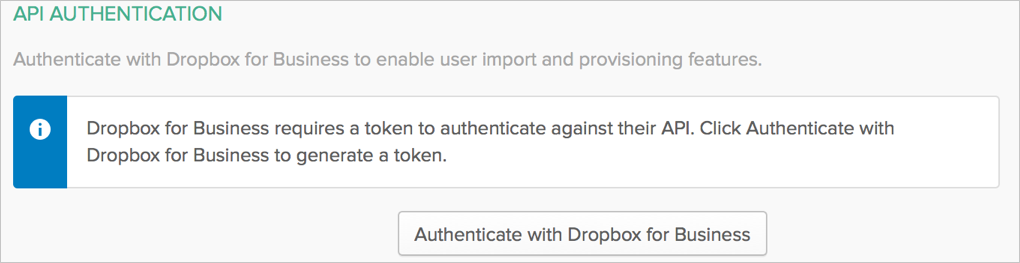 API AUTHENTICATION
Authenticate with Dropbox for Business to enable user import and provisioning features.
Dropbox for Business requires a token to authenticate against their API. Click Authenticate with
Dropbox for Business to generate a token.
Authenticate with Dropbox for Business